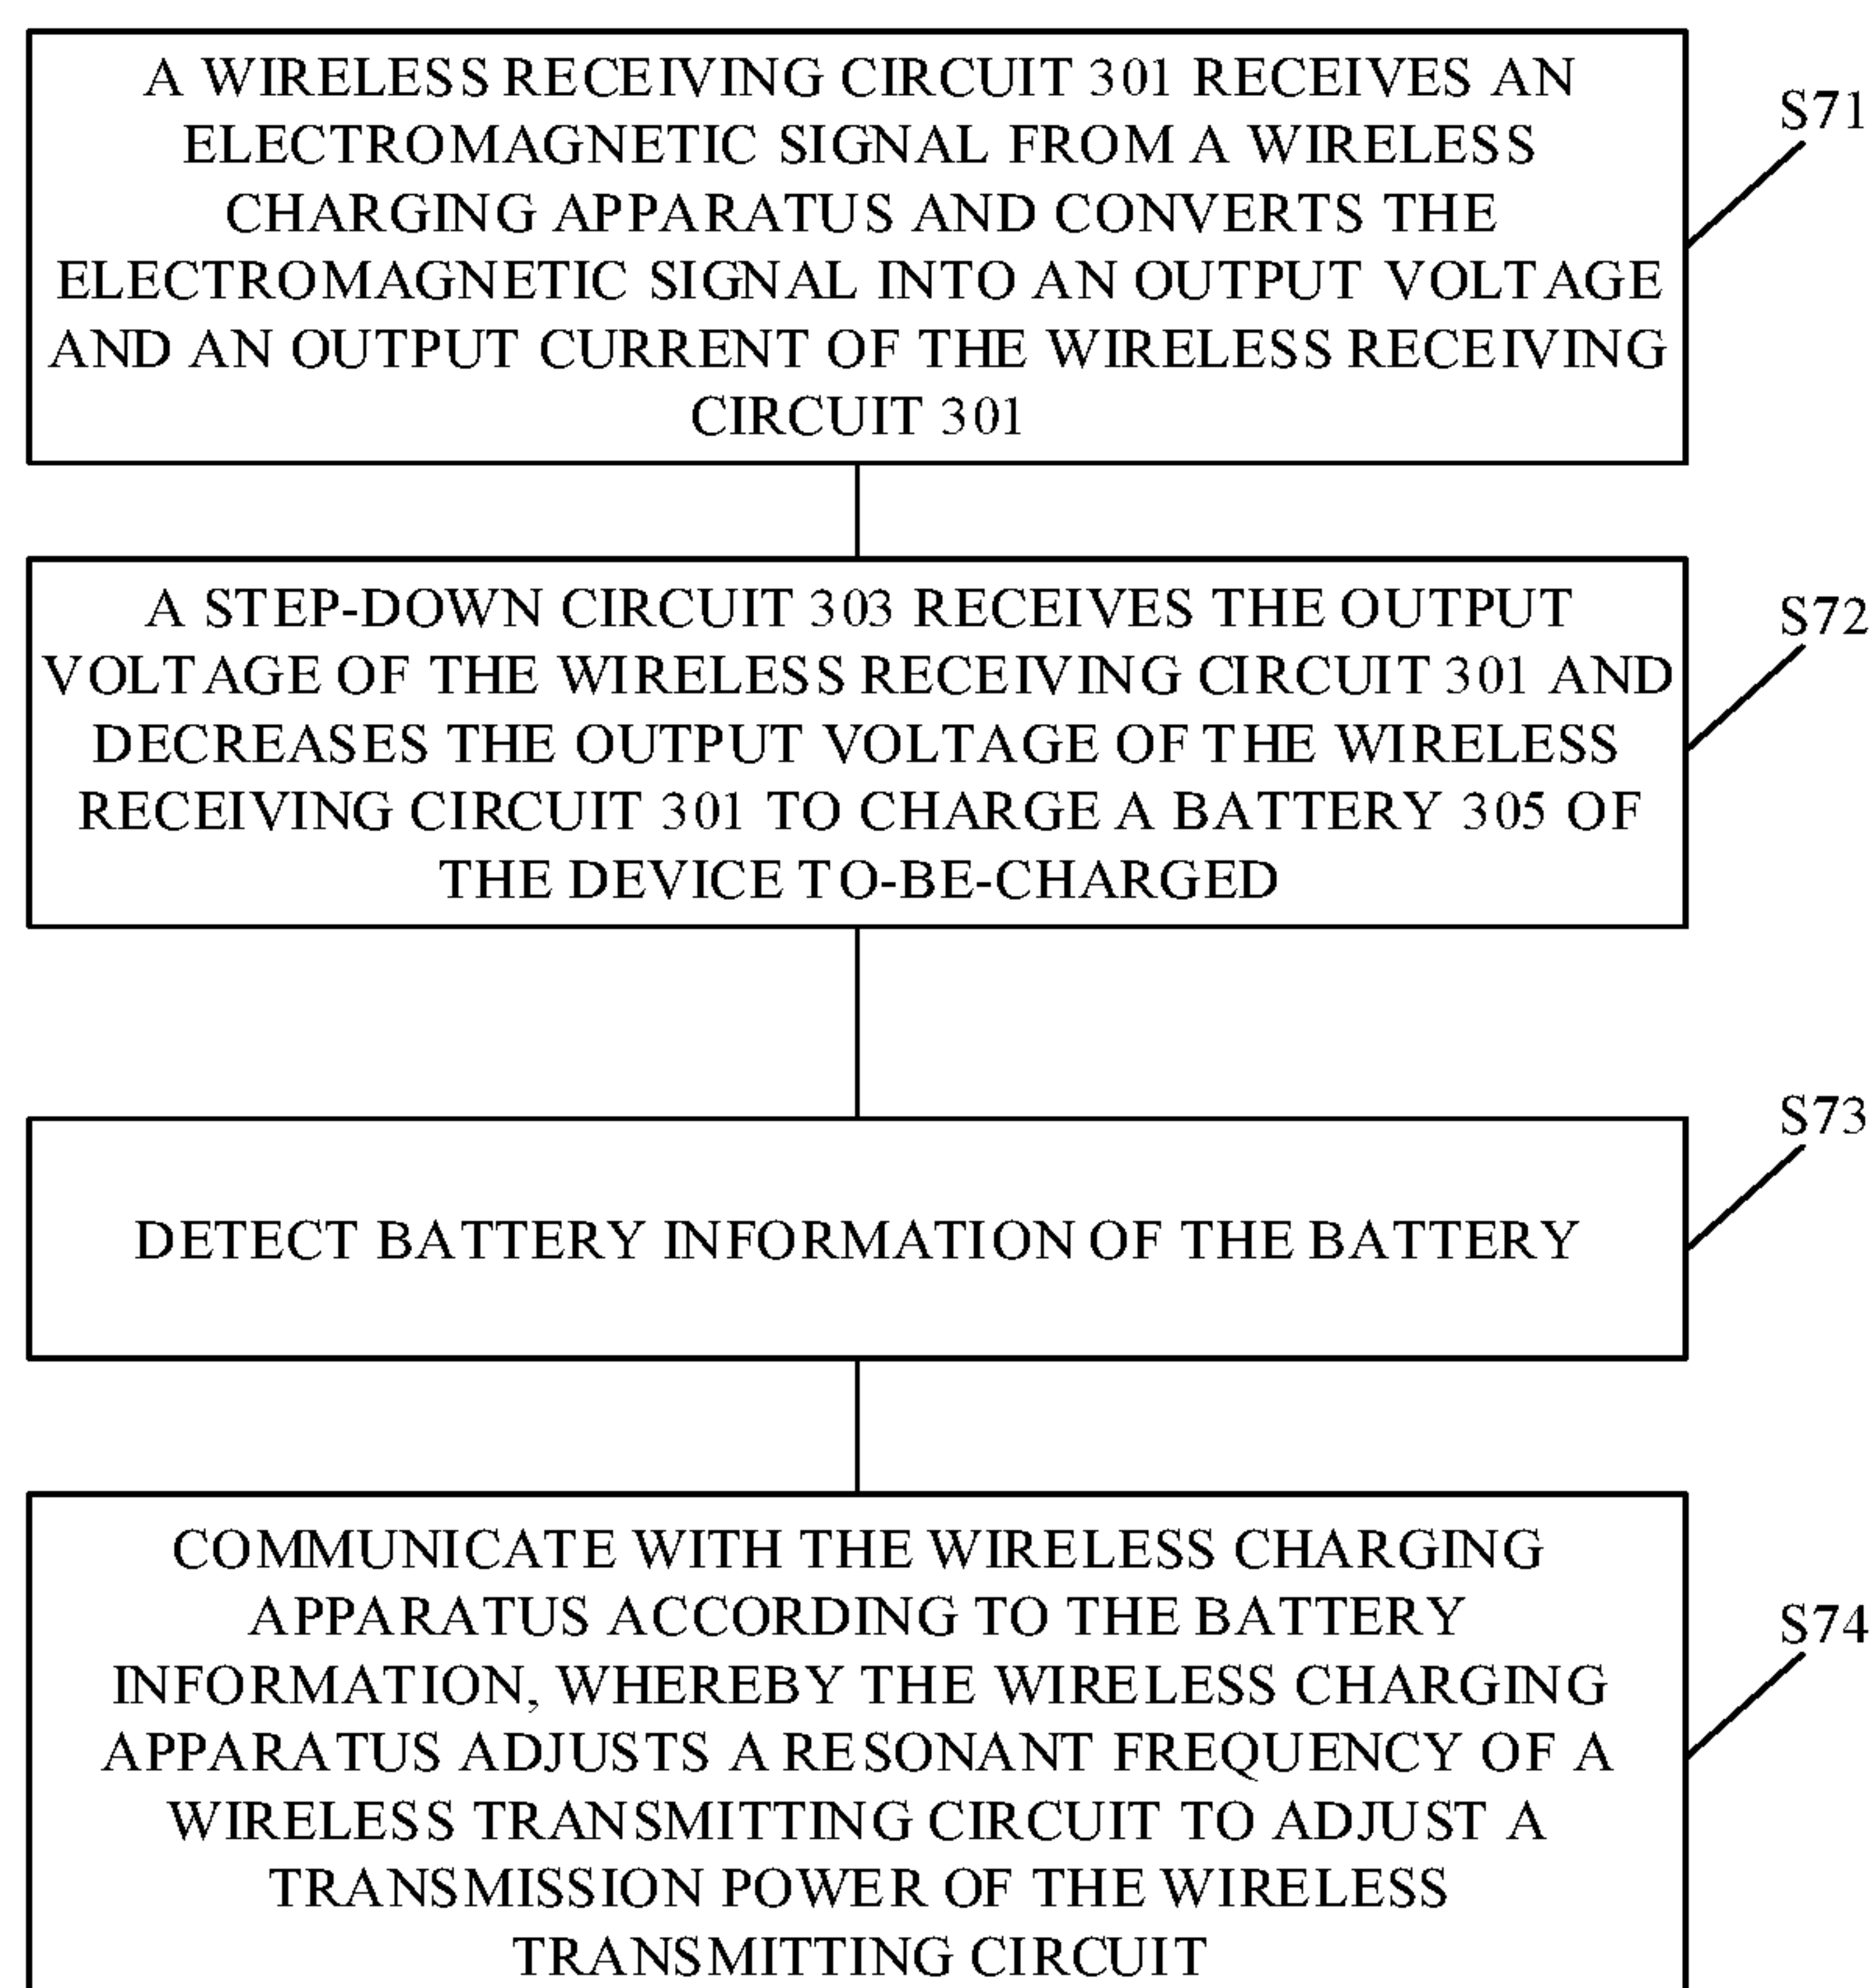 A WIRELESS RECEIVING CIRCUIT 301 RECEIVES AN
ELECTROMAGNETIC SIGNAL FROM A WIRELESS
CHARGING APPARATUS AND CONVERTS THE
ELECTROMAGNETIC SIGNAL INTO AN OUTPUT VOLTAGE
AND AN OUTPUT CURRENT OF THE WIRELESS RECEIVING
CIRCUIT 301
S71
A STEP-DOWN CIRCUIT 303 RECEIVES THE OUTPUT
VOLTAGE OF THE WIRELESS RECEIVING CIRCUIT 301 AND
DECREASES THE OUTPUT VOLTAGE OF THE WIRELESS
RECEIVING CIRCUIT 301 TO CHARGE A BATTERY 305 OF
THE DEVICE TO-BE-CHARGED
S72
DETECT BATTERY INFORMATION OF THE BATTERY
S73
COMMUNICATE WITH THE WIRELESS CHARGING
APPARATUS ACCORDING TO THE BATTERY
INFORMATION, WHEREBY THE WIRELESS CHARGING
APPARATUS ADJUSTS A RESONANT FREQUENCY OF A
WIRELESS TRANSMITTING CIRCUIT TO ADJUST A
TRANSMISSION POWER OF THE WIRELESS
TRANSMITTING CIRCUIT
S74